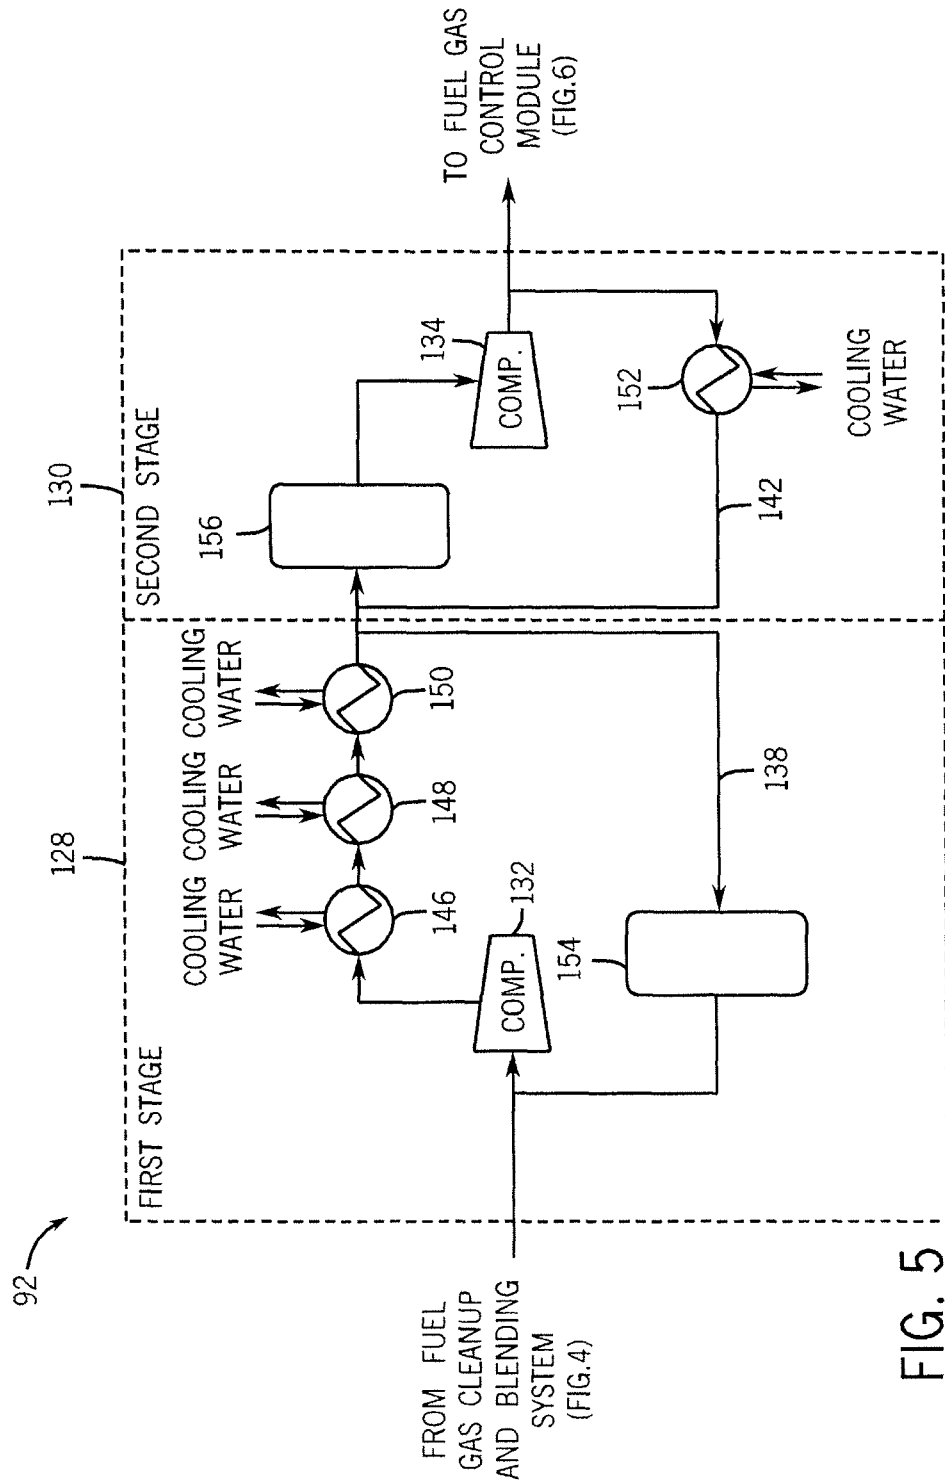 92
128
130
FIRST STAGE
SECOND STAGE
COOLING
WATER
COOLING
WATER
COOLING
WATER
146
148
150
156
COMP.
132
COMP.
134
FROM FUEL
GAS CLEANUP
AND BLENDING
SYSTEM
(FIG.4)
TO FUEL GAS
CONTROL
MODULE
(FIG.6)
154
138
142
152
COOLING
WATER
FIG. 5